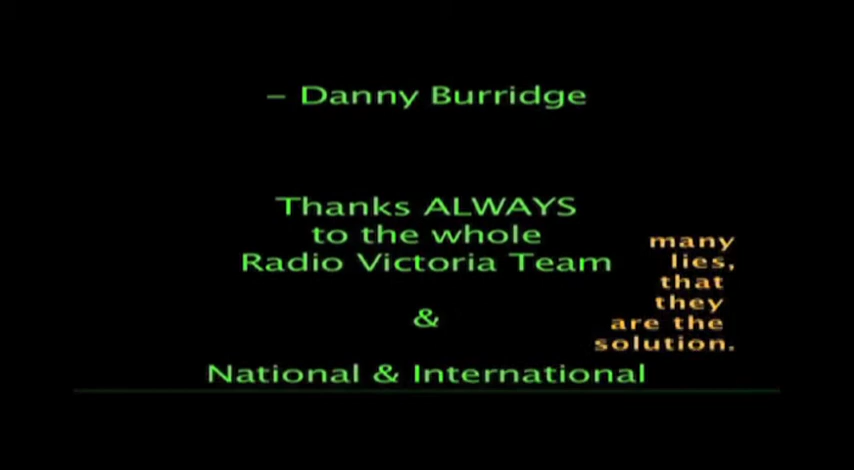 – Danny Burridge
Thanks ALWAYS
to the whole
Radio Victoria Team
&
National & International
many
lies,
that
they
are the
solution.